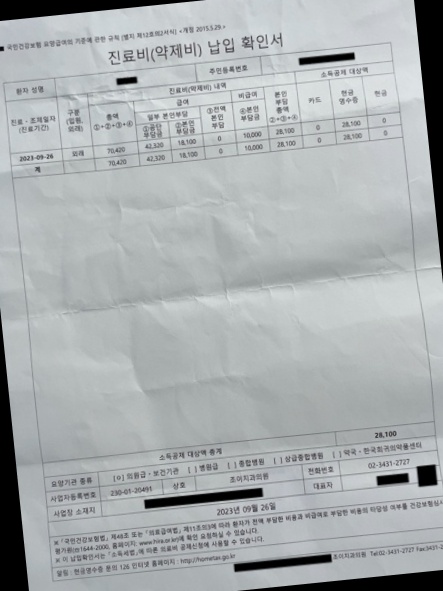 ■ 국민건강보험 요양급여의 기준에 관한 규칙 [별지 제12호의2서식] <개정 2015.5.29.>
진료비(약제비) 납입 확인서
환자 성명 주민등록번호
진료·조제일자 (진료기간) 구분 (입원, 외래) 진료비(약제비) 내역 소득공제 대상액
총액 ①+②+③+④ 급여 비급여 본인 부담 총액 ②+③+④ 카드 현금 영수증 현금
일부 본인부담 ③전액 본인 부담 ④본인 부담금
①공단 부담금 ②본인 부담금
2023-09-26 외래 70,420 42,320 18,100 0 10,000 28,100 0 28,100 0
계 70,420 42,320 18,100 0 10,000 28,100 0 28,100 0
소득공제 대상액 총계 28,100
요양기관 종류 [o] 의원급·보건기관 [ ] 병원급 [ ] 종합병원 [ ] 상급종합병원 [ ] 약국·한국희귀의약품센터
사업자등록번호 230-01-20491 상호 조이치과의원 전화번호 02-3431-2727
사업장 소재지 대표자
2023년 09월 26일
※ 「국민건강보험법」 제48조 또는 「의료급여법」 제11조의3에 따라 환자가 전액 부담한 비용과 비급여로 부담한 비용의 타당성 여부를 건강보험심사
평가원(☎1644-2000, 홈페이지: www.hira.or.kr)에 확인 요청하실 수 있습니다.
※ 이 납입확인서는 「소득세법」에 따른 의료비 공제신청에 사용할 수 있습니다.
알림 : 현금영수증 문의 126 인터넷 홈페이지 : http://hometax.go.kr
조이치과의원 Tel:02-3431-2727